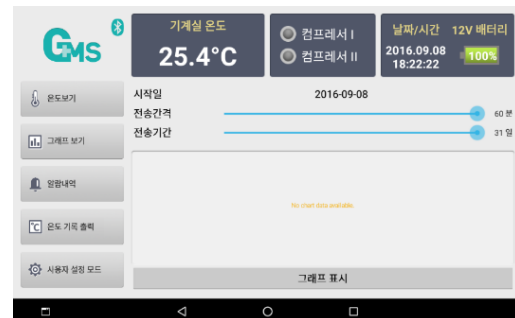 GMS
기계실 온도
25.4°C
컴프레서 I
컴프레서 II
날짜/시간 12V 배터리
2016.09.08
18:22:22
100%
온도보기
그래프 보기
알람내역
°C 온도 기록 출력
사용자 설정 모드
시작일 2016-09-08
전송간격 60 분
전송기간 31 일
No chart data available.
그래프 표시